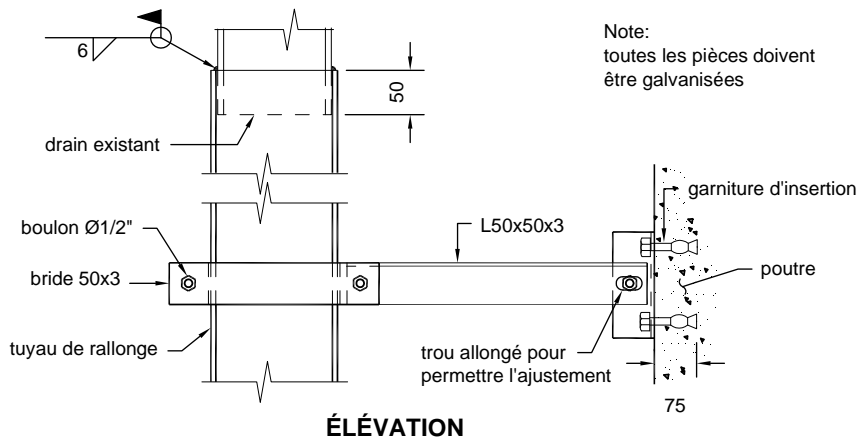 Note:
toutes les pièces doivent
être galvanisées
6
50
drain existant
garniture d'insertion
boulon Ø1/2"
L50x50x3
bride 50x3
poutre
tuyau de rallonge
trou allongé pour
permettre l'ajustement
75
ÉLÉVATION